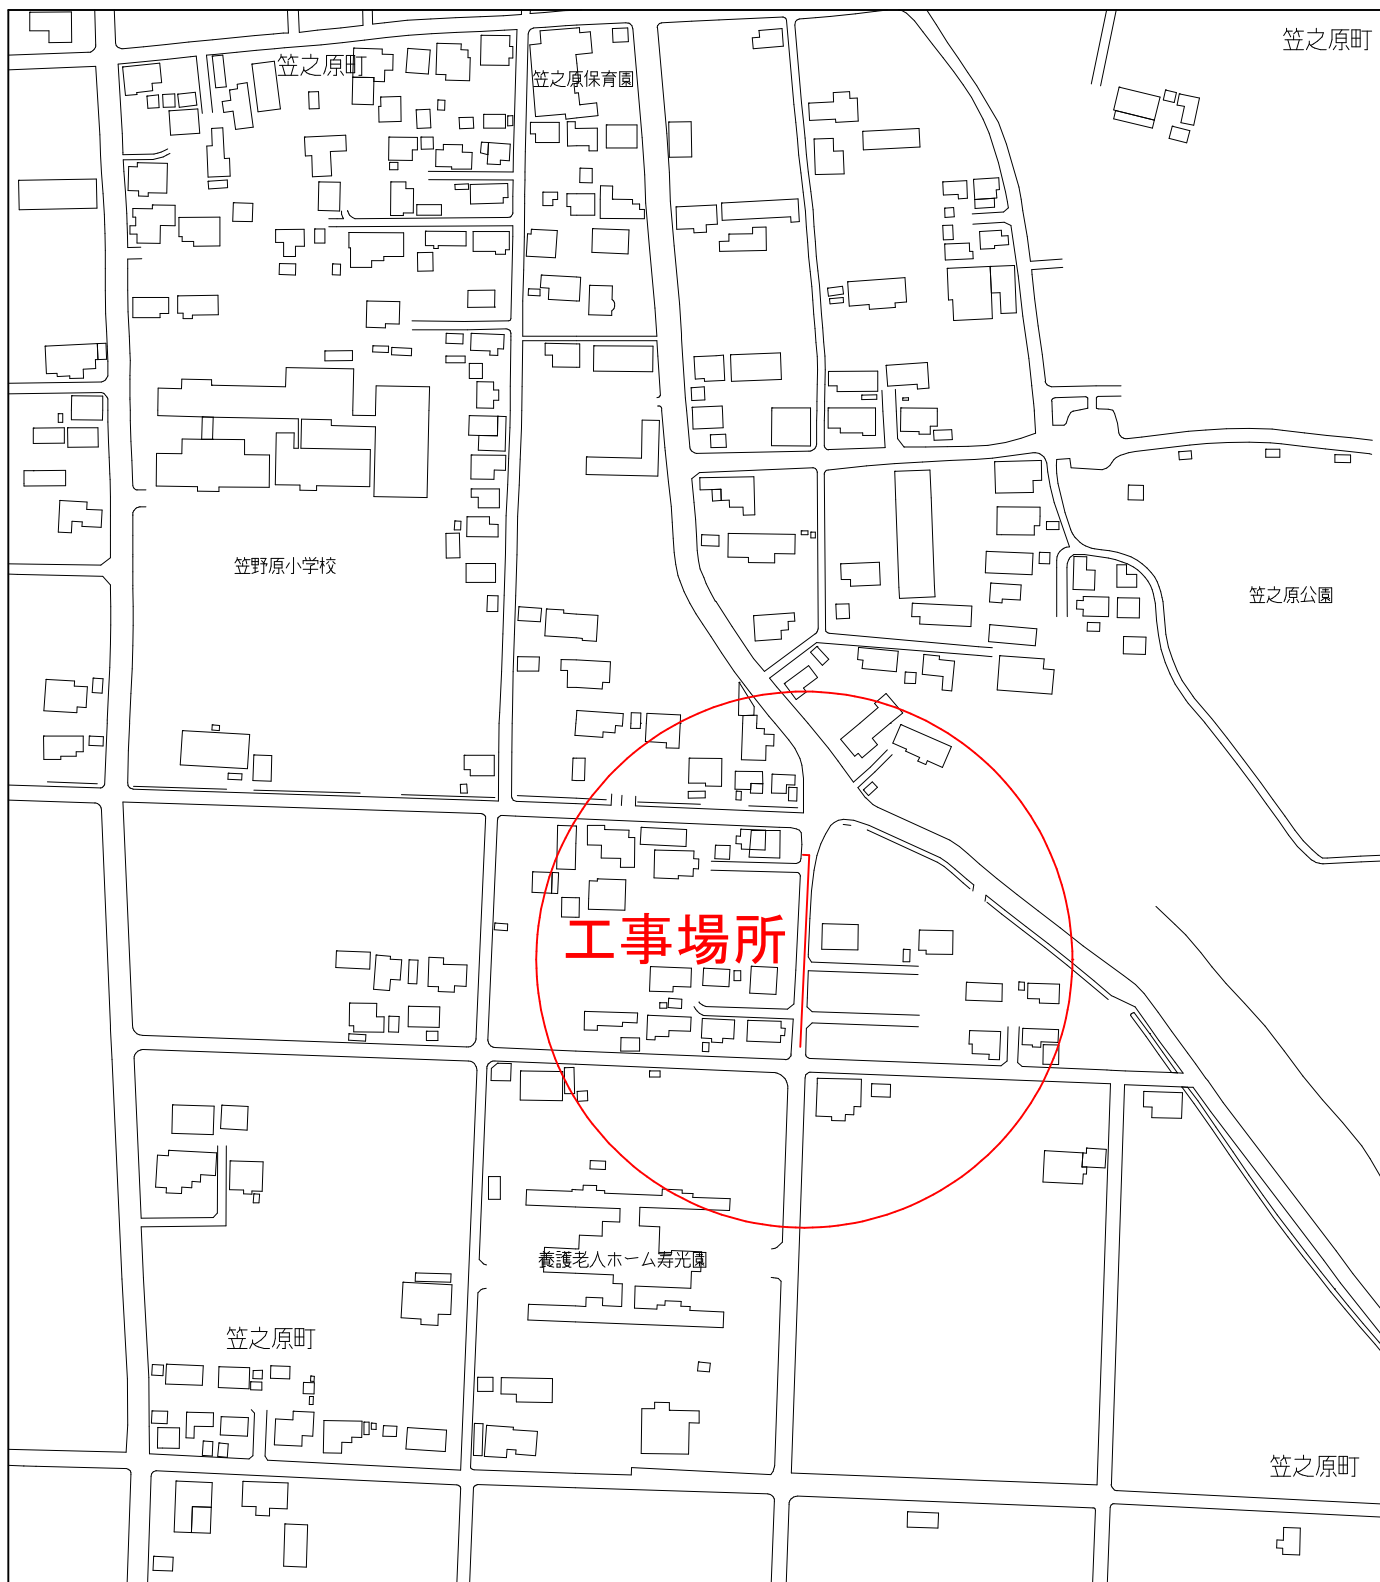 笠之原町
笠之原町
笠之原保育園
笠野原小学校
笠之原公園
工事場所
養護老人ホーム寿光園
笠之原町
笠之原町